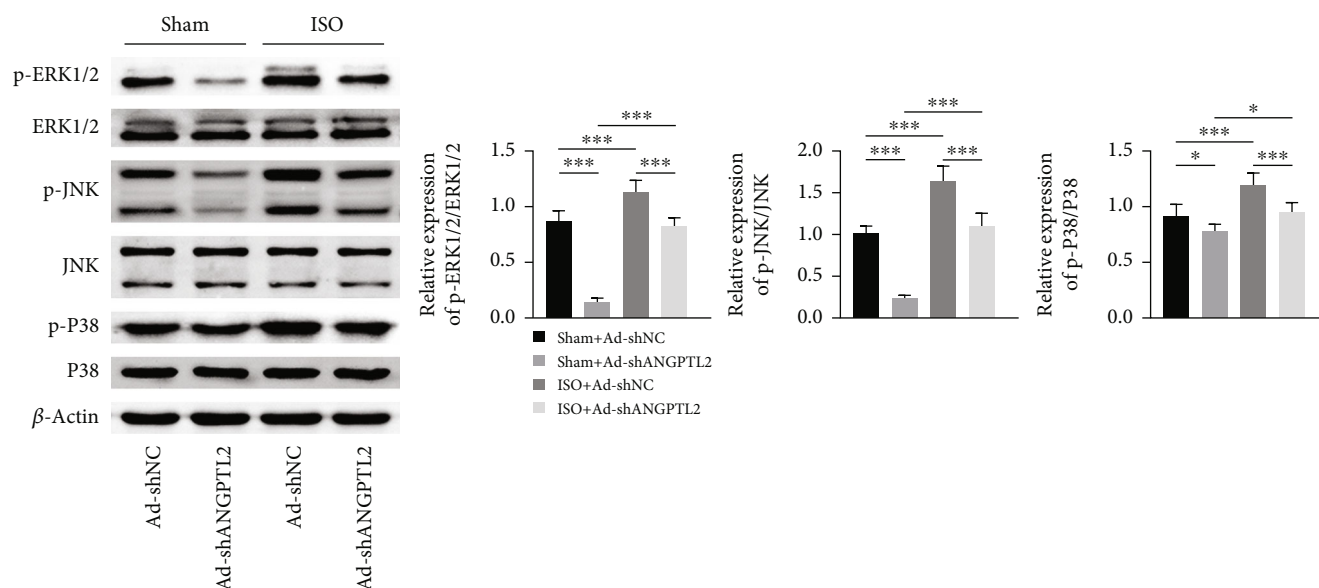 Sham ISO
p-ERK1/2
ERK1/2
p-JNK
JNK
p-P38
P38
β-Actin
Ad-shNC
Ad-shANGPTL2
Ad-shNC
Ad-shANGPTL2
Relative expression
of p-ERK1/2/ERK1/2
1.5
1.0
0.5
0.0
***
***
*** ***
Sham+Ad-shNC
Sham+Ad-shANGPTL2
ISO+Ad-shNC
ISO+Ad-shANGPTL2
Relative expression
of p-JNK/JNK
2.0
1.5
1.0
0.5
0.0
***
***
*** ***
Relative expression
of p-P38/P38
1.5
1.0
0.5
0.0
*
***
* ***